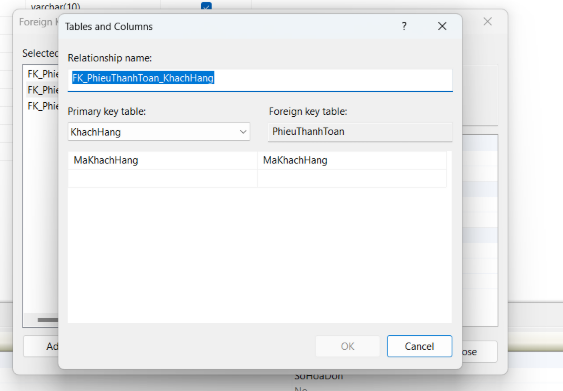 varchar(10)
Foreign K
Tables and Columns
?
Selected
Relationship name:
FK_PhieuThanhToan_KhachHang
FK_Phie
FK_Phie
FK_Phie
Primary key table:
Foreign key table:
KhachHang
PhieuThanhToan
MaKhachHang
MaKhachHang
Ad
OK
Cancel
ose
SoHoaDon
No